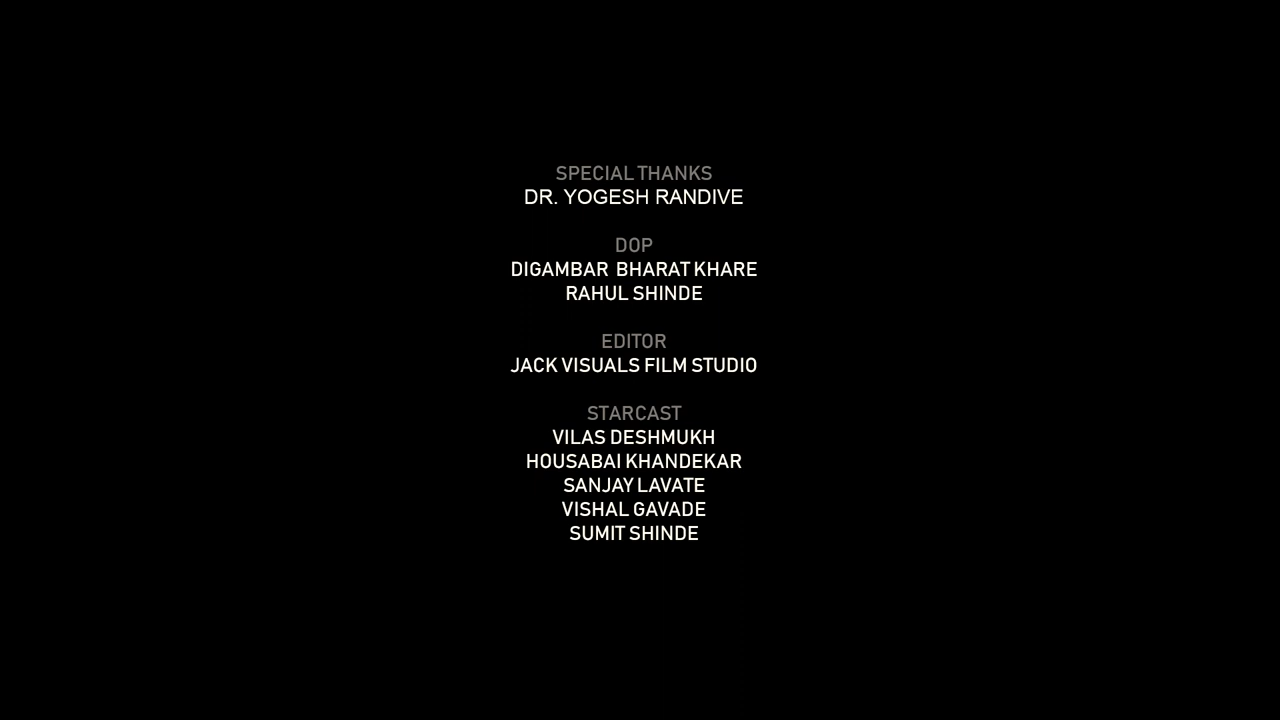 SPECIAL THANKS
DR. YOGESH RANDIVE
DOP
DIGAMBAR BHARAT KHARE
RAHUL SHINDE
EDITOR
JACK VISUALS FILM STUDIO
STARCAST
VILAS DESHMUKH
HOUSABAI KHANDEKAR
SANJAY LAVATE
VISHAL GAVADE
SUMIT SHINDE